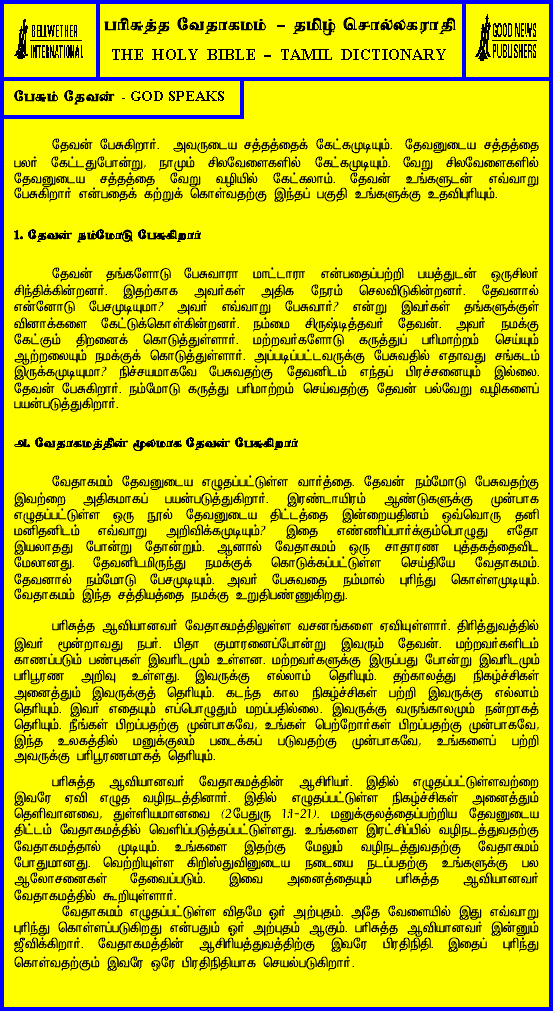 BELLWETHER
INTERNATIONAL
பரிசுத்த வேதாகமம் – தமிழ் சொல்லகராதி
THE HOLY BIBLE – TAMIL DICTIONARY
GOOD NEWS
PUBLISHERS
பேசும் தேவன் - GOD SPEAKS
தேவன் பேசுகிறார். அவருடைய சத்தத்தைக் கேட்கமுடியும். தேவனுடைய சத்தத்தை
பலர் கேட்டதுபோன்று, நாமும் சிலவேளைகளில் கேட்கமுடியும். வேறு சிலவேளைகளில்
தேவனுடைய சத்தத்தை வேறு வழியில் கேட்கலாம். தேவன் உங்களுடன் எவ்வாறு
பேசுகிறார் என்பதைக் கற்றுக் கொள்வதற்கு இந்தப் பகுதி உங்களுக்கு உதவிபுரியும்.
1. தேவன் நம்மோடு பேசுகிறார்
தேவன் தங்களோடு பேசுவாரா மாட்டாரா என்பதைப்பற்றி பயத்துடன் ஒருசிலர்
சிந்திக்கின்றனர். இதற்காக அவர்கள் அதிக நேரம் செலவிடுகின்றனர். தேவனால்
என்னோடு பேசமுடியுமா? அவர் எவ்வாறு பேசுவார்? என்று இவர்கள் தங்களுக்குள்
வினாக்களை கேட்டுக்கொள்கின்றனர். நம்மை சிருஷ்டித்தவர் தேவன். அவர் நமக்கு
கேட்கும் திறனைக் கொடுத்துள்ளார். மற்றவர்களோடு கருத்துப் பரிமாற்றம் செய்யும்
ஆற்றலையும் நமக்குக் கொடுத்துள்ளார். அப்படிப்பட்டவருக்கு பேசுவதில் எதாவது சங்கடம்
இருக்கமுடியுமா? நிச்சயமாகவே பேசுவதற்கு தேவனிடம் எந்தப் பிரச்சனையும் இல்லை.
தேவன் பேசுகிறார். நம்மோடு கருத்து பரிமாற்றம் செய்வதற்கு தேவன் பல்வேறு வழிகளைப்
பயன்படுத்துகிறார்.
அ. வேதாகமத்தின் மூலமாக தேவன் பேசுகிறார்
வேதாகமம் தேவனுடைய எழுதப்பட்டுள்ள வார்த்தை. தேவன் நம்மோடு பேசுவதற்கு
இவற்றை அதிகமாகப் பயன்படுத்துகிறார். இரண்டாயிரம் ஆண்டுகளுக்கு முன்பாக
எழுதப்பட்டுள்ள ஒரு நூல் தேவனுடைய திட்டத்தை இன்றையதினம் ஒவ்வொரு தனி
மனிதனிடம் எவ்வாறு அறிவிக்கமுடியும்? இதை எண்ணிப்பார்க்கும்பொழுது எதோ
இயலாதது போன்று தோன்றும். ஆனால் வேதாகமம் ஒரு சாதாரண புத்தகத்தைவிட
மேலானது. தேவனிடமிருந்து நமக்குக் கொடுக்கப்பட்டுள்ள செய்தியே வேதாகமம்.
தேவனால் நம்மோடு பேசமுடியும். அவர் பேசுவதை நம்மால் புரிந்து கொள்ளமுடியும்.
வேதாகமம் இந்த சத்தியத்தை நமக்கு உறுதிபண்ணுகிறது.
பரிசுத்த ஆவியானவர் வேதாகமத்திலுள்ள வசனங்களை ஏவியுள்ளார். திரித்துவத்தில்
இவர் மூன்றாவது நபர். பிதா குமாரனைப்போன்று இவரும் தேவன். மற்றவர்களிடம்
காணப்படும் பண்புகள் இவரிடமும் உள்ளன. மற்றவர்களுக்கு இருப்பது போன்று இவரிடமும்
பரிபூரண அறிவு உள்ளது. இவருக்கு எல்லாம் தெரியும். தற்காலத்து நிகழ்ச்சிகள்
அனைத்தும் இவருக்குத் தெரியும். கடந்த கால நிகழ்ச்சிகள் பற்றி இவருக்கு எல்லாம்
தெரியும். இவர் எதையும் எப்பொழுதும் மறப்பதில்லை. இவருக்கு வருங்காலமும் நன்றாகத்
தெரியும். நீங்கள் பிறப்பதற்கு முன்பாகவே, உங்கள் பெற்றோர்கள் பிறப்பதற்கு முன்பாகவே,
இந்த உலகத்தில் மனுக்குலம் படைக்கப் படுவதற்கு முன்பாகவே, உங்களைப் பற்றி
அவருக்கு பரிபூரணமாகத் தெரியும்.
பரிசுத்த ஆவியானவர் வேதாகமத்தின் ஆசிரியர். இதில் எழுதப்பட்டுள்ளவற்றை
இவரே ஏவி எழுத வழிநடத்தினார். இதில் எழுதப்பட்டுள்ள நிகழ்ச்சிகள் அனைத்தும்
தெளிவானவை, துள்ளியமானவை (2பேதுரு 1:1-21). மனுக்குலத்தைப்பற்றிய தேவனுடைய
திட்டம் வேதாகமத்தில் வெளிப்படுத்தப்பட்டுள்ளது. உங்களை இரட்சிப்பில் வழிநடத்துவதற்கு
வேதாகமத்தால் முடியும். உங்களை இதற்கு மேலும் வழிநடத்துவதற்கு வேதாகமம்
போதுமானது. வெற்றியுள்ள கிறிஸ்துவினுடைய நடையை நடப்பதற்கு உங்களுக்கு பல
ஆலோசனைகள் தேவைப்படும். இவை அனைத்தையும் பரிசுத்த ஆவியானவர்
வேதாகமத்தில் கூறியுள்ளார்.
வேதாகமம் எழுதப்பட்டுள்ள விதமே ஓர் அற்புதம். அதே வேளையில் இது எவ்வாறு
புரிந்து கொள்ளப்படுகிறது என்பதும் ஓர் அற்புதம் ஆகும். பரிசுத்த ஆவியானவர் இன்னும்
ஜீவிக்கிறார். வேதாகமத்தின் ஆசிரியத்துவத்திற்கு இவரே பிரதிநிதி. இதைப் புரிந்து
கொள்வதற்கும் இவரே ஒரே பிரதிநிதியாக செயல்படுகிறார்.